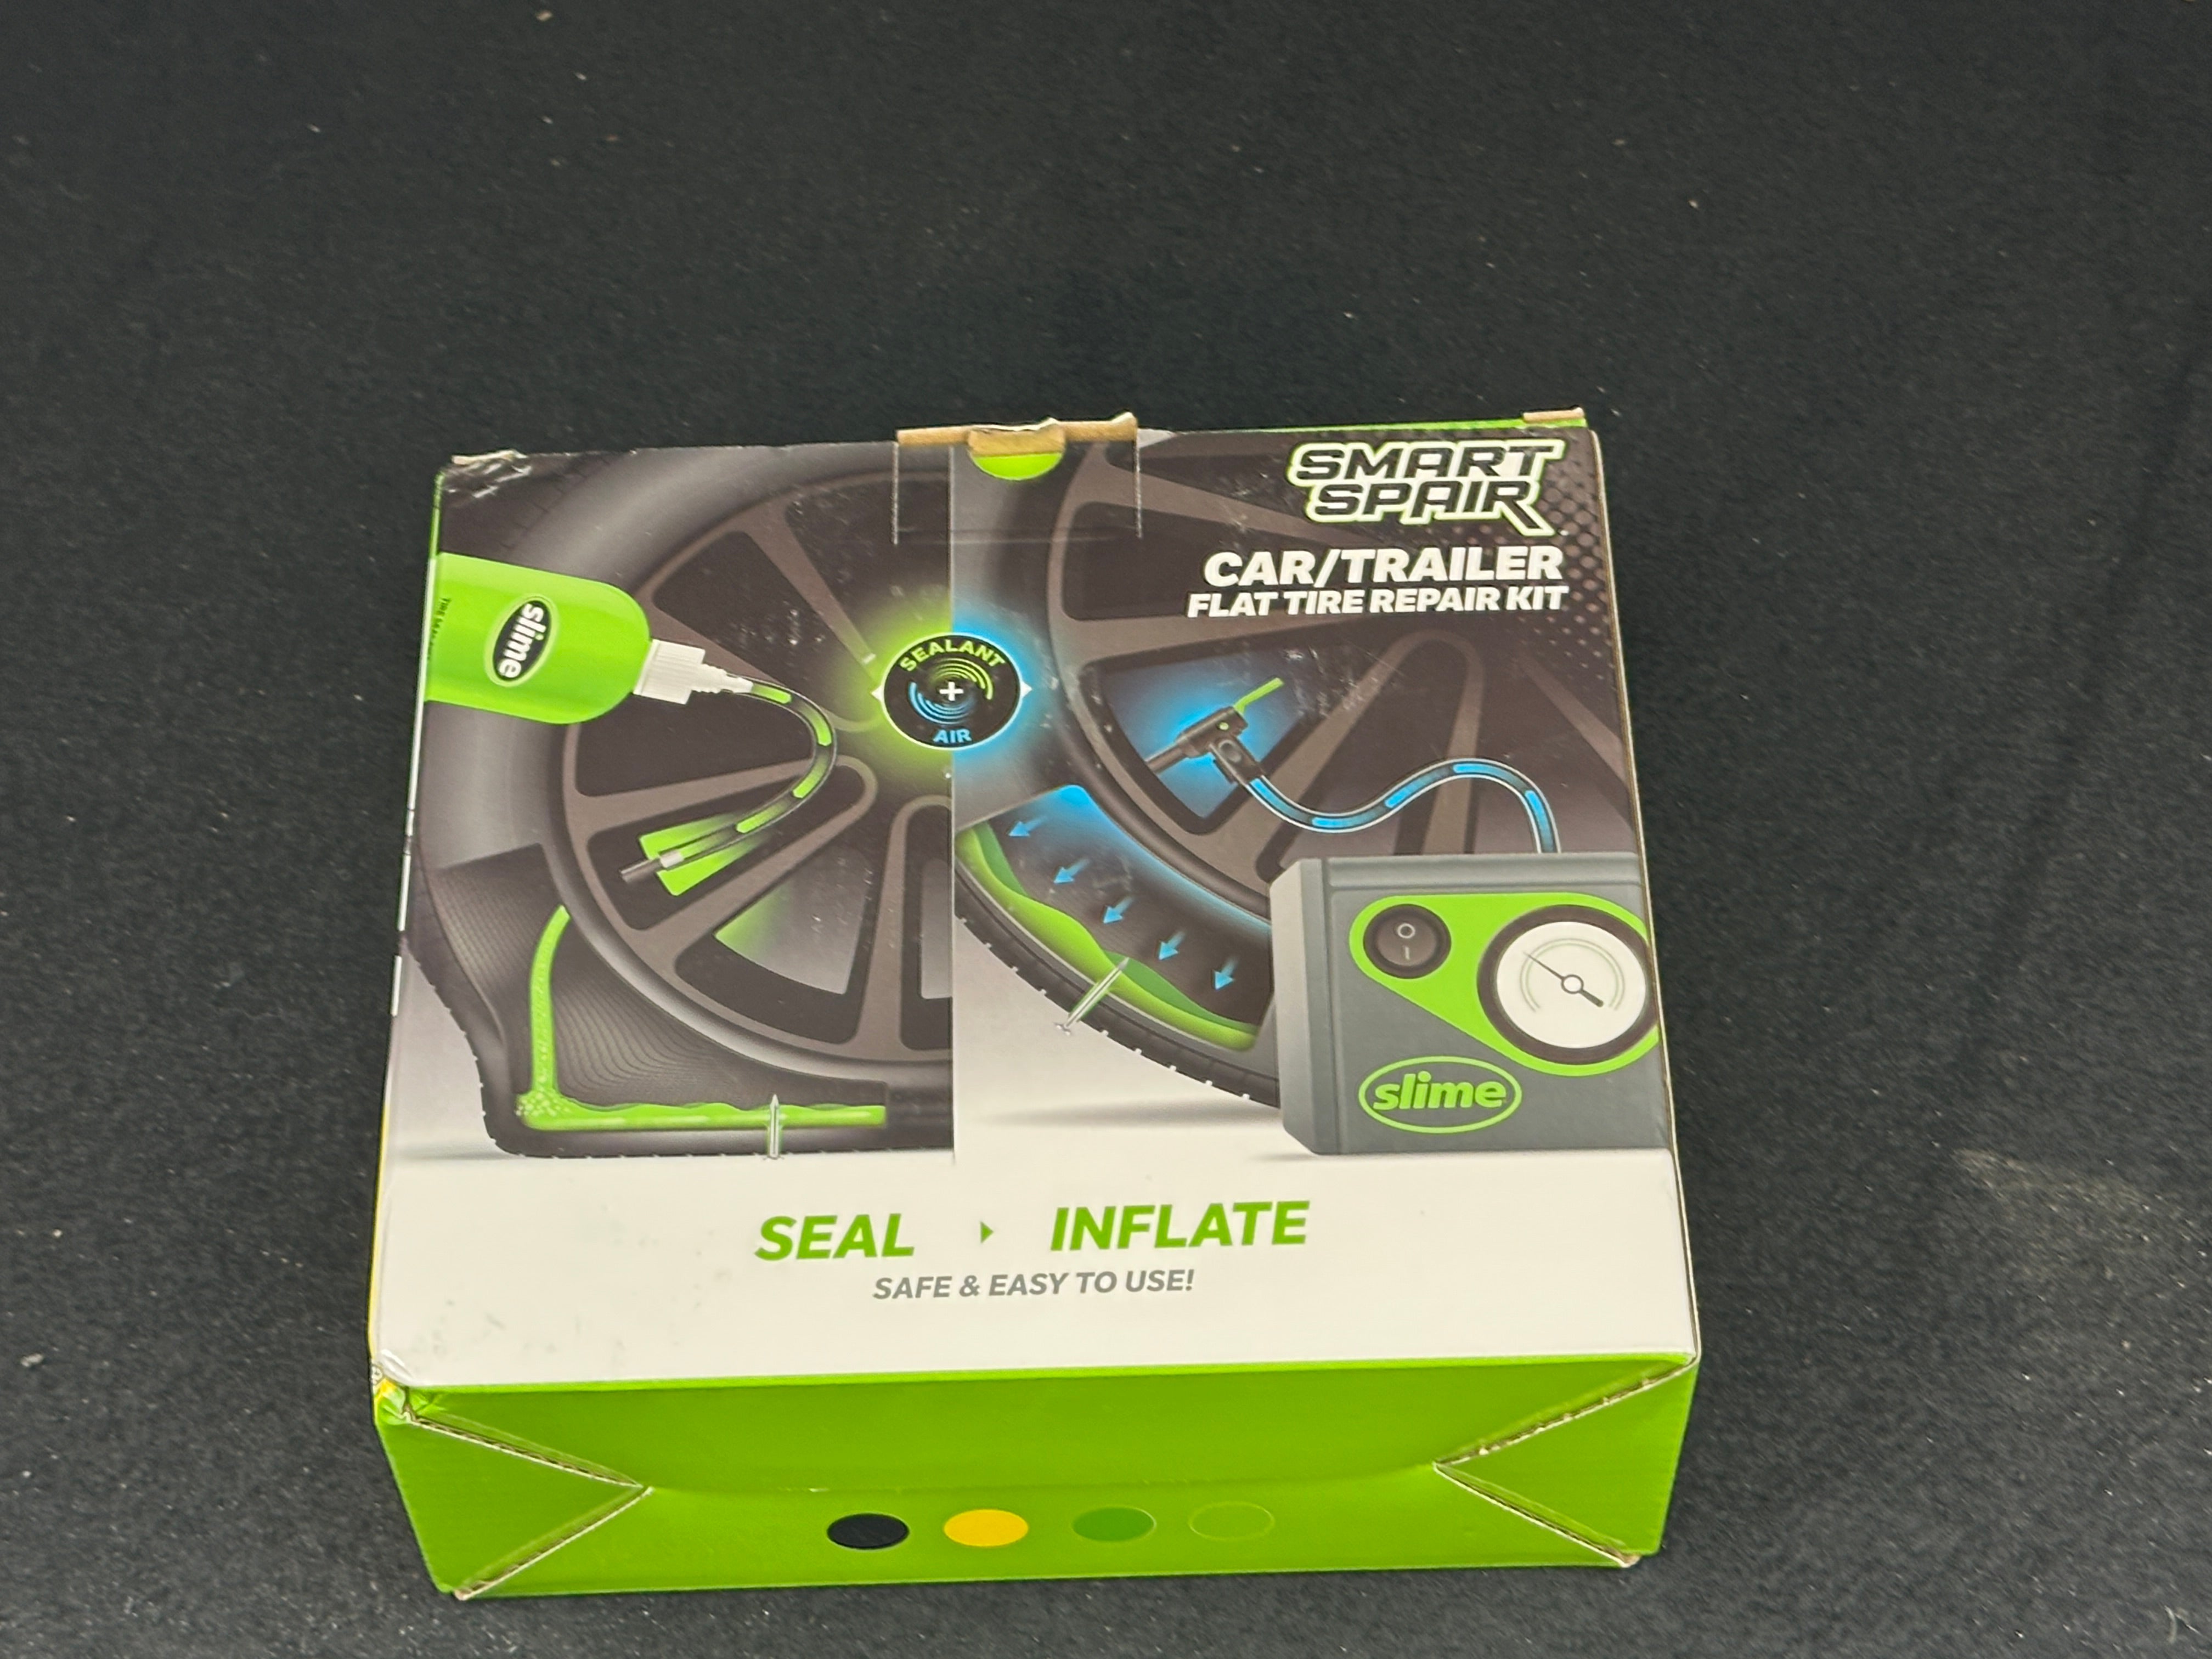 SMART
SPAIR
CAR/TRAILER
FLAT TIRE REPAIR KIT
slime
SEALANT
+
AIR
slime
SEAL INFLATE
SAFE & EASY TO USE!